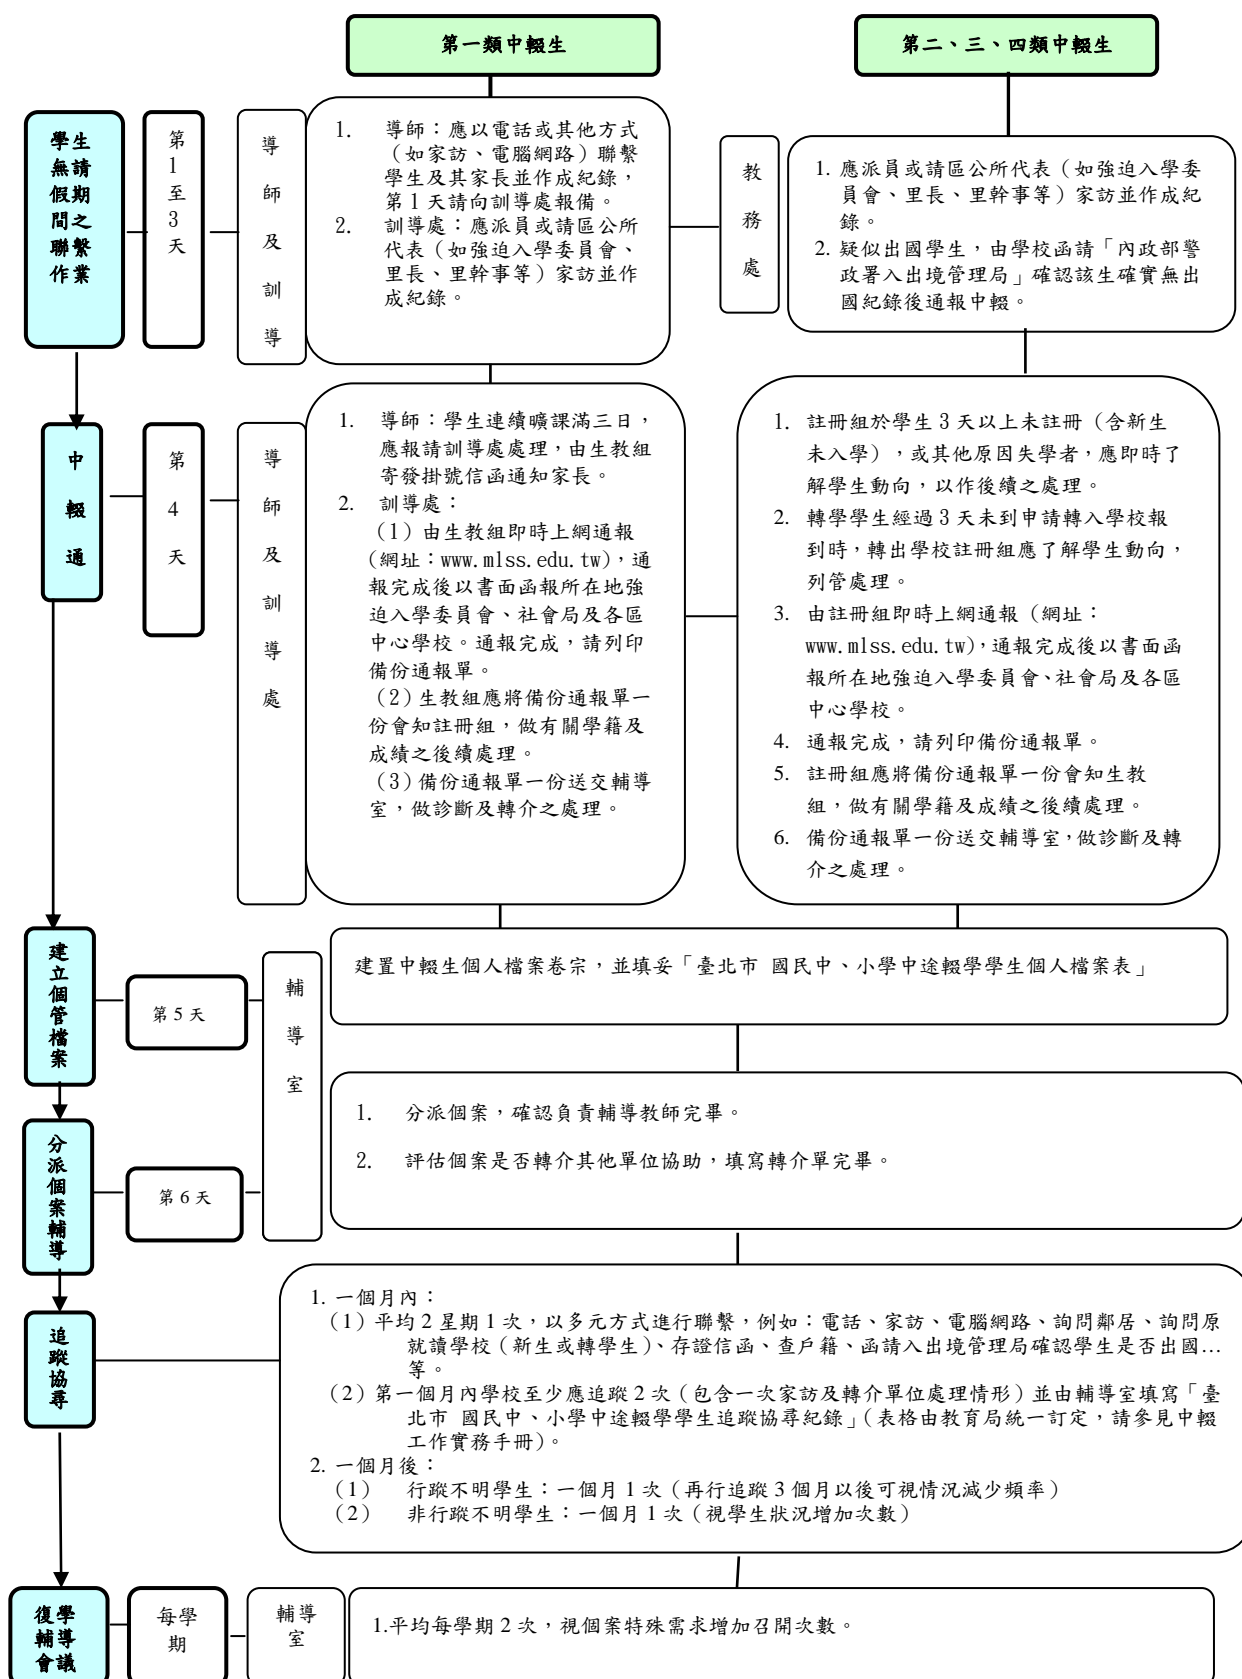 第一類中輟生
第二、三、四類中輟生
學生
無請
假期
間之
聯繫
作業
第
1
至
3
天
導
師
及
訓
導
1. 導師：應以電話或其他方式
（如家訪、電腦網路）聯繫
學生及其家長並作成紀錄，
第1天請向訓導處報備。
2. 訓導處：應派員或請區公所
代表（如強迫入學委員會、
里長、里幹事等）家訪並作
成紀錄。
教
務
處
1. 應派員或請區公所代表（如強迫入學委
員會、里長、里幹事等）家訪並作成紀
錄。
2. 疑似出國學生，由學校函請「內政部警
政署入出境管理局」確認該生確實無出
國紀錄後通報中輟。
中
輟
通
第
4
天
導
師
及
訓
導
處
1. 導師：學生連續曠課滿三日，
應報請訓導處處理，由生教組
寄發掛號信函通知家長。
2. 訓導處：
（1）由生教組即時上網通報
(網址：www.mlss.edu.tw)，通
報完成後以書面函報所在地強
迫入學委員會、社會局及各區
中心學校。通報完成，請列印
備份通報單。
（2）生教組應將備份通報單一
份會知註冊組，做有關學籍及
成績之後續處理。
（3）備份通報單一份送交輔導
室，做診斷及轉介之處理。
1. 註冊組於學生3天以上未註冊（含新生
未入學），或其他原因失學者，應即時了
解學生動向，以作後續之處理。
2. 轉學學生經過3天未到申請轉入學校報
到時，轉出學校註冊組應了解學生動向，
列管處理。
3. 由註冊組即時上網通報（網址：
www.mlss.edu.tw)，通報完成後以書面函
報所在地強迫入學委員會、社會局及各區
中心學校。
4. 通報完成，請列印備份通報單。
5. 註冊組應將備份通報單一份會知生教
組，做有關學籍及成績之後續處理。
6. 備份通報單一份送交輔導室，做診斷及轉
介之處理。
建
立
個
管
檔
案
第5天
輔
導
室
建置中輟生個人檔案卷宗，並填妥「臺北市 國民中、小學中途輟學學生個人檔案表」
分
派
個
案
輔
導
第6天
1. 分派個案，確認負責輔導教師完畢。
2. 評估個案是否轉介其他單位協助，填寫轉介單完畢。
追
蹤
協
尋
1. 一個月內：
（1）平均2星期1次，以多元方式進行聯繫，例如：電話、家訪、電腦網路、詢問鄰居、詢問原
就讀學校（新生或轉學生）、存證信函、查戶籍、函請入出境管理局確認學生是否出國…
等。
（2）第一個月內學校至少應追蹤2次（包含一次家訪及轉介單位處理情形）並由輔導室填寫「臺
北市 國民中、小學中途輟學學生追蹤協尋紀錄」（表格由教育局統一訂定，請參見中輟
工作實務手冊）。
2. 一個月後：
（1） 行蹤不明學生：一個月1次（再行追蹤3個月以後可視情況減少頻率）
（2） 非行蹤不明學生：一個月1次（視學生狀況增加次數）
復學
輔導
會議
每學
期
輔導
室
1.平均每學期2次，視個案特殊需求增加召開次數。